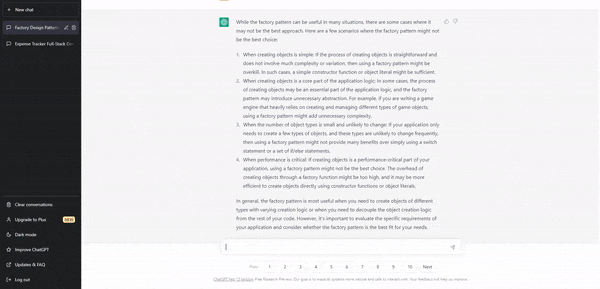 New chat
Factory Design Pattern
Expense Tracker Full-Stack De
Clear conversations
Upgrade to Plus
NEW
Dark mode
Improve ChatGPT
Updates & FAQ
Log out
While the factory pattern can be useful in many situations, there are some cases where it
may not be the best approach. Here are a few scenarios where the factory pattern might not
be the best choice:
1. When creating objects is simple: If the process of creating objects is straightforward and
does not involve much complexity or variation, then using a factory pattern might be
overkill. In such cases, a simple constructor function or object literal might be sufficient.
2. When creating objects is a core part of the application logic: In some cases, the process
of creating objects may be an essential part of the application logic, and the factory
pattern may introduce unnecessary abstraction. For example, if you are writing a game
engine that heavily relies on creating and managing different types of game objects,
using a factory pattern might add unnecessary complexity.
3. When the number of object types is small and unlikely to change: If your application only
needs to create a few types of objects, and these types are unlikely to change frequently,
then using a factory pattern might not provide many benefits over simply using a switch
statement or a set of if/else statements.
4. When performance is critical: If creating objects is a performance-critical part of your
application, using a factory pattern might not be the best choice. The overhead of
creating objects through a factory function might be too high, and it may be more
efficient to create objects directly using constructor functions or object literals.
In general, the factory pattern is most useful when you need to create objects of different
types with varying creation logic or when you need to decouple the object creation logic
from the rest of your code. However, it's important to evaluate the specific requirements of
your application and consider whether the factory pattern is the best fit for your needs.
Prev 1 2 3 4 5 6 7 8 9 10 Next
ChatGPT Feb 13 Version. Free Research Preview. Our goal is to make AI systems more natural and safe to interact with. Your feedback will help us improve.